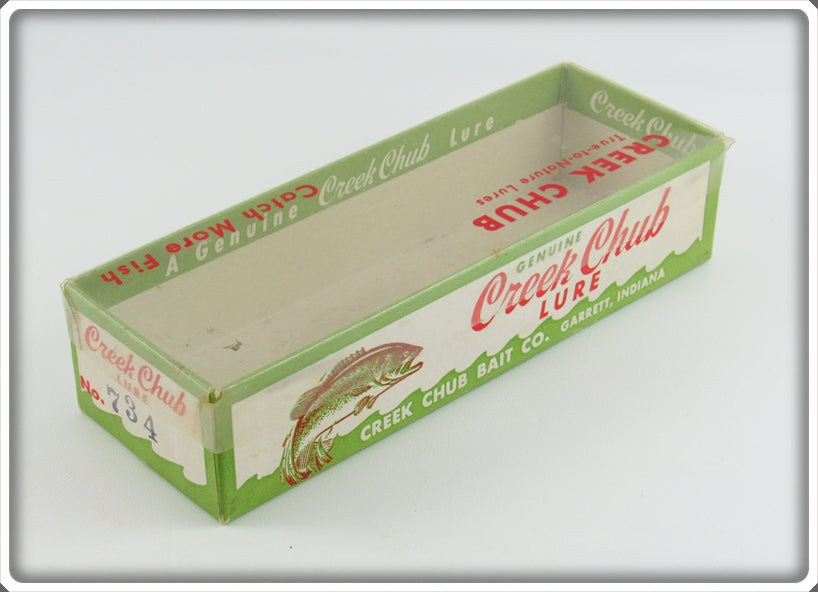 Creek Chub
A Genuine Creek Chub Lure
Catch More Fish
CREEK CHUB
True-to-Nature Lures
GENUINE
Creek Chub
LURE
CREEK CHUB BAIT CO. GARRETT, INDIANA
Creek Chub
LURE
No. 734